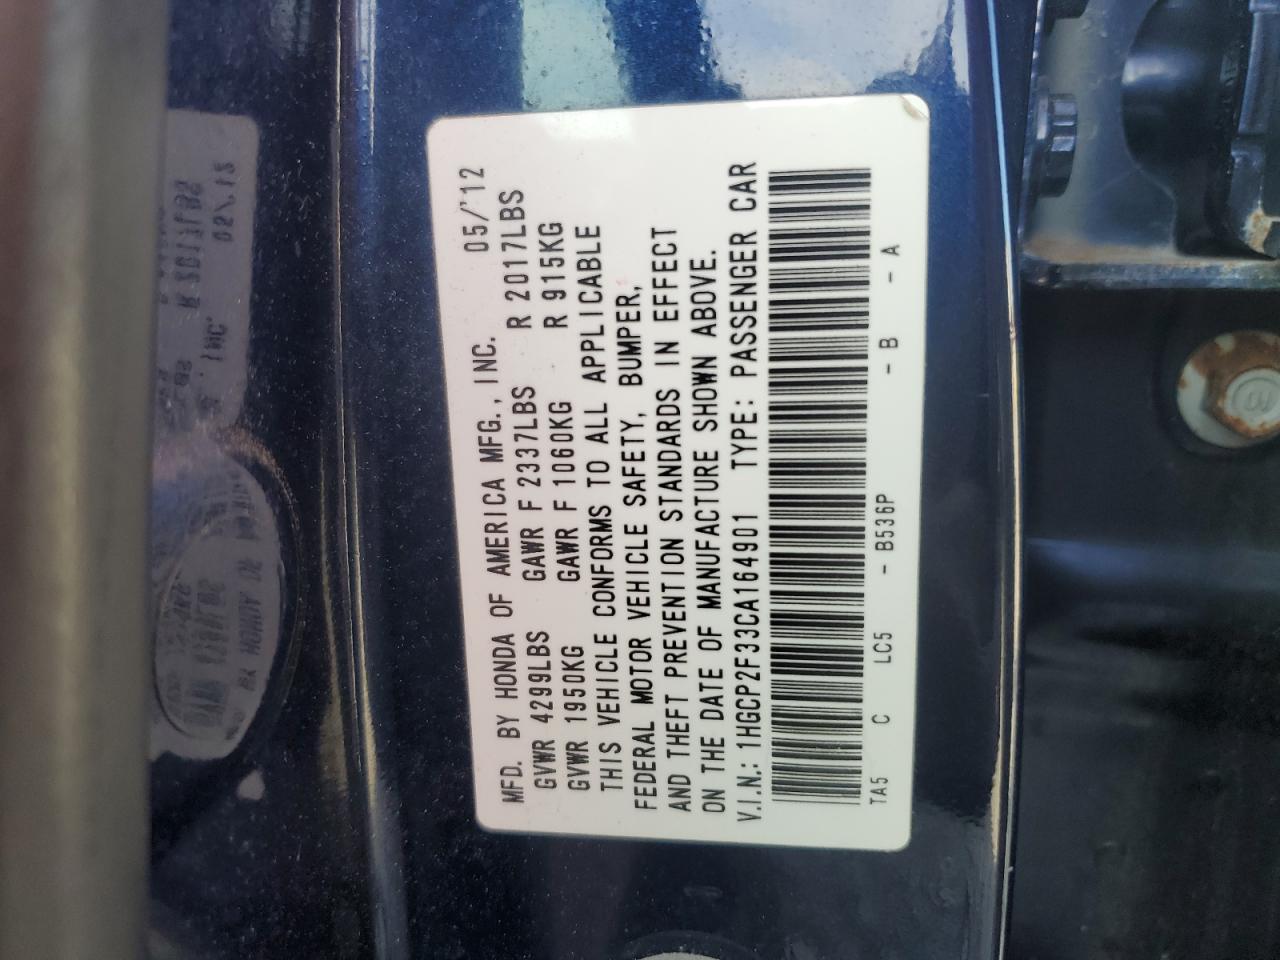 MFD. BY HONDA OF AMERICA MFG., INC. 05/'12
GVWR 4299LBS GAWR F 2337LBS R 2017LBS
GVWR 1950KG GAWR F 1060KG R 915KG
THIS VEHICLE CONFORMS TO ALL APPLICABLE
FEDERAL MOTOR VEHICLE SAFETY, BUMPER,
AND THEFT PREVENTION STANDARDS IN EFFECT
ON THE DATE OF MANUFACTURE SHOWN ABOVE.
V.I.N.: 1HGCP2F33CA164901 TYPE: PASSENGER CAR
TA5 C LC5 - B536P - B - A